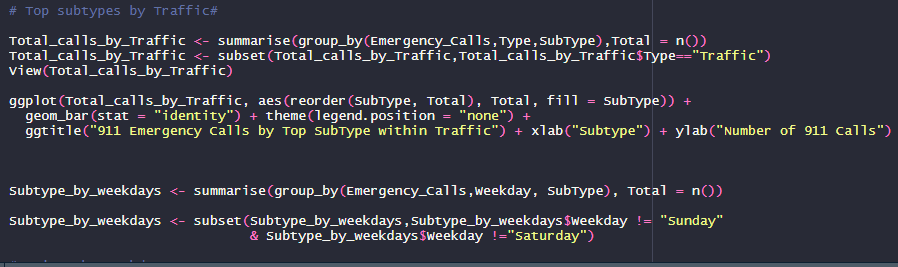 # Top subtypes by Traffic#
Total_calls_by_Traffic <- summarise(group_by(Emergency_Calls,Type,SubType),Total = n())
Total_calls_by_Traffic <- subset(Total_calls_by_Traffic,Total_calls_by_Traffic$Type=="Traffic")
View(Total_calls_by_Traffic)
ggplot(Total_calls_by_Traffic, aes(reorder(SubType, Total), Total, fill = SubType)) +
geom_bar(stat = "identity") + theme(legend.position = "none") +
ggtitle("911 Emergency Calls by Top SubType within Traffic") + xlab("Subtype") + ylab("Number of 911 Calls")
Subtype_by_weekdays <- summarise(group_by(Emergency_Calls,Weekday, SubType), Total = n())
Subtype_by_weekdays <- subset(Subtype_by_weekdays,Subtype_by_weekdays$Weekday != "Sunday"
& Subtype_by_weekdays$Weekday !="Saturday")